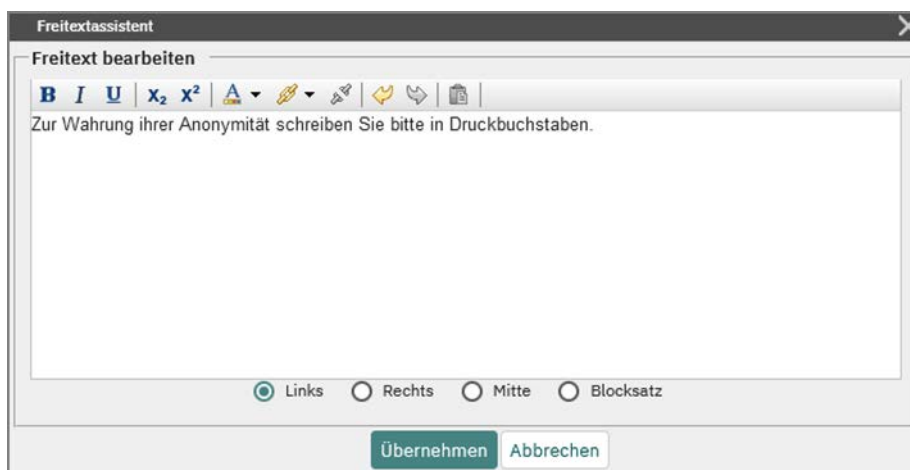 Freitextassistent
Freitext bearbeiten
B I U X₂ X² A
Zur Wahrung ihrer Anonymität schreiben Sie bitte in Druckbuchstaben.
Links Rechts Mitte Blocksatz
Übernehmen Abbrechen